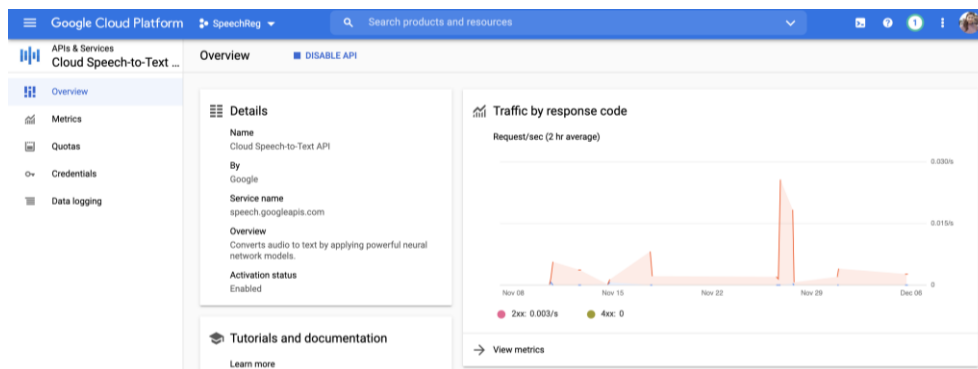 Google Cloud Platform
SpeechReg
Search products and resources
1
APIs & Services
Cloud Speech-to-Text ...
Overview
DISABLE API
Overview
Metrics
Quotas
Credentials
Data logging
Details
Name
Cloud Speech-to-Text API
By
Google
Service name
speech.googleapis.com
Overview
Converts audio to text by applying powerful neural
network models.
Activation status
Enabled
Tutorials and documentation
Learn more
Traffic by response code
Request/sec (2 hr average)
0.030/s
0.015/s
0
Nov 08 Nov 15 Nov 22 Nov 29 Dec 06
2xx: 0.003/s 4xx: 0
View metrics